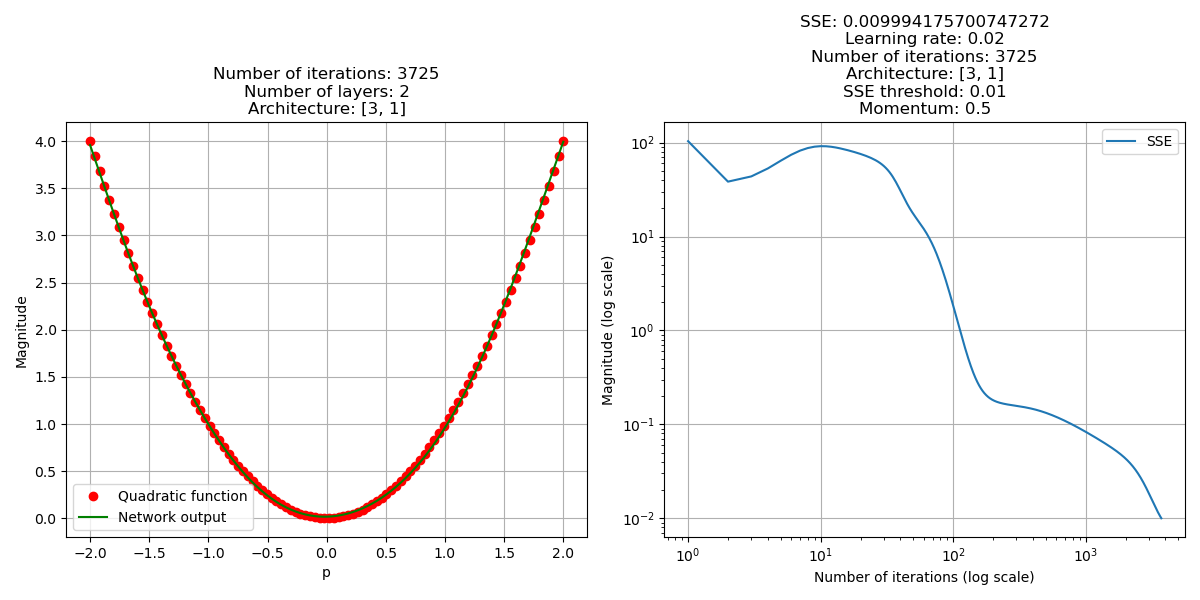 Number of iterations: 3725
Number of layers: 2
Architecture: [3, 1]
Magnitude
4.0
3.5
3.0
2.5
2.0
1.5
1.0
0.5
0.0
Quadratic function
Network output
−2.0 −1.5 −1.0 −0.5 0.0 0.5 1.0 1.5 2.0
p
SSE: 0.009994175700747272
Learning rate: 0.02
Number of iterations: 3725
Architecture: [3, 1]
SSE threshold: 0.01
Momentum: 0.5
Magnitude (log scale)
SSE
10²
10¹
10⁰
10⁻¹
10⁻²
10⁰ 10¹ 10² 10³
Number of iterations (log scale)